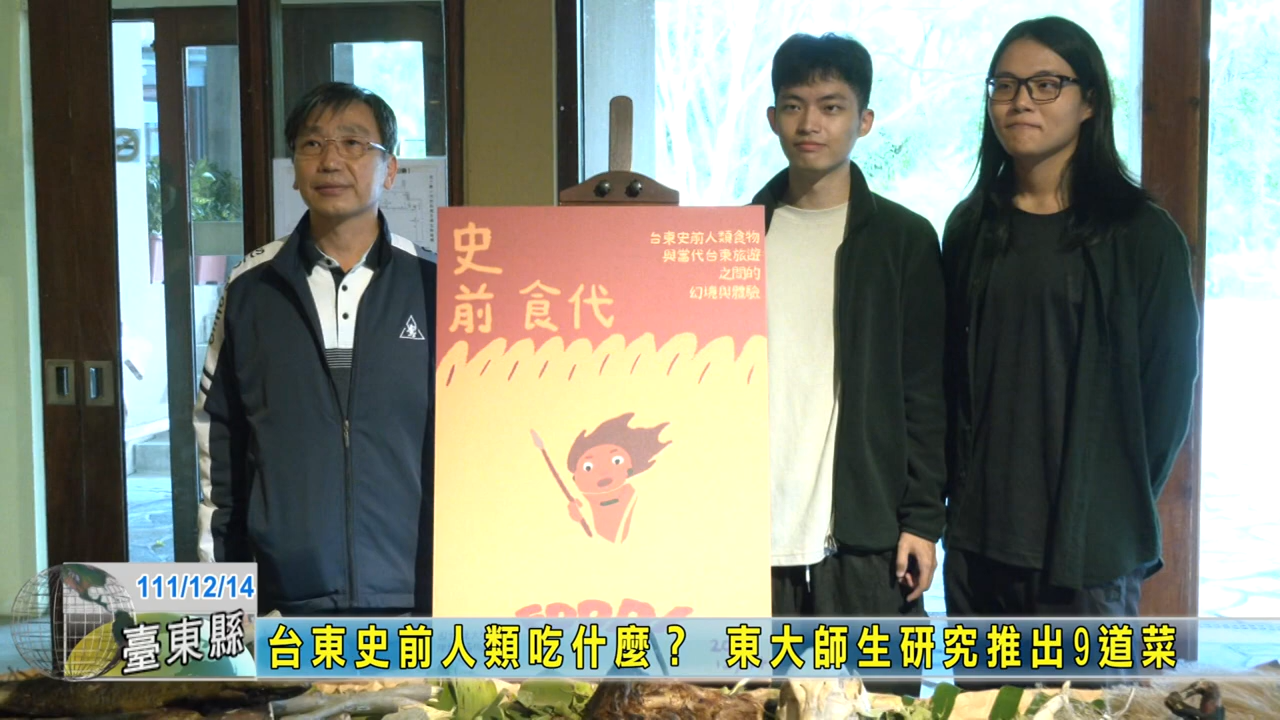 史
前 食代
台東史前人類食物
與當代台東旅遊
之間的
幻境與體驗
111/12/14
臺東縣
台東史前人類吃什麼? 東大師生研究推出9道菜